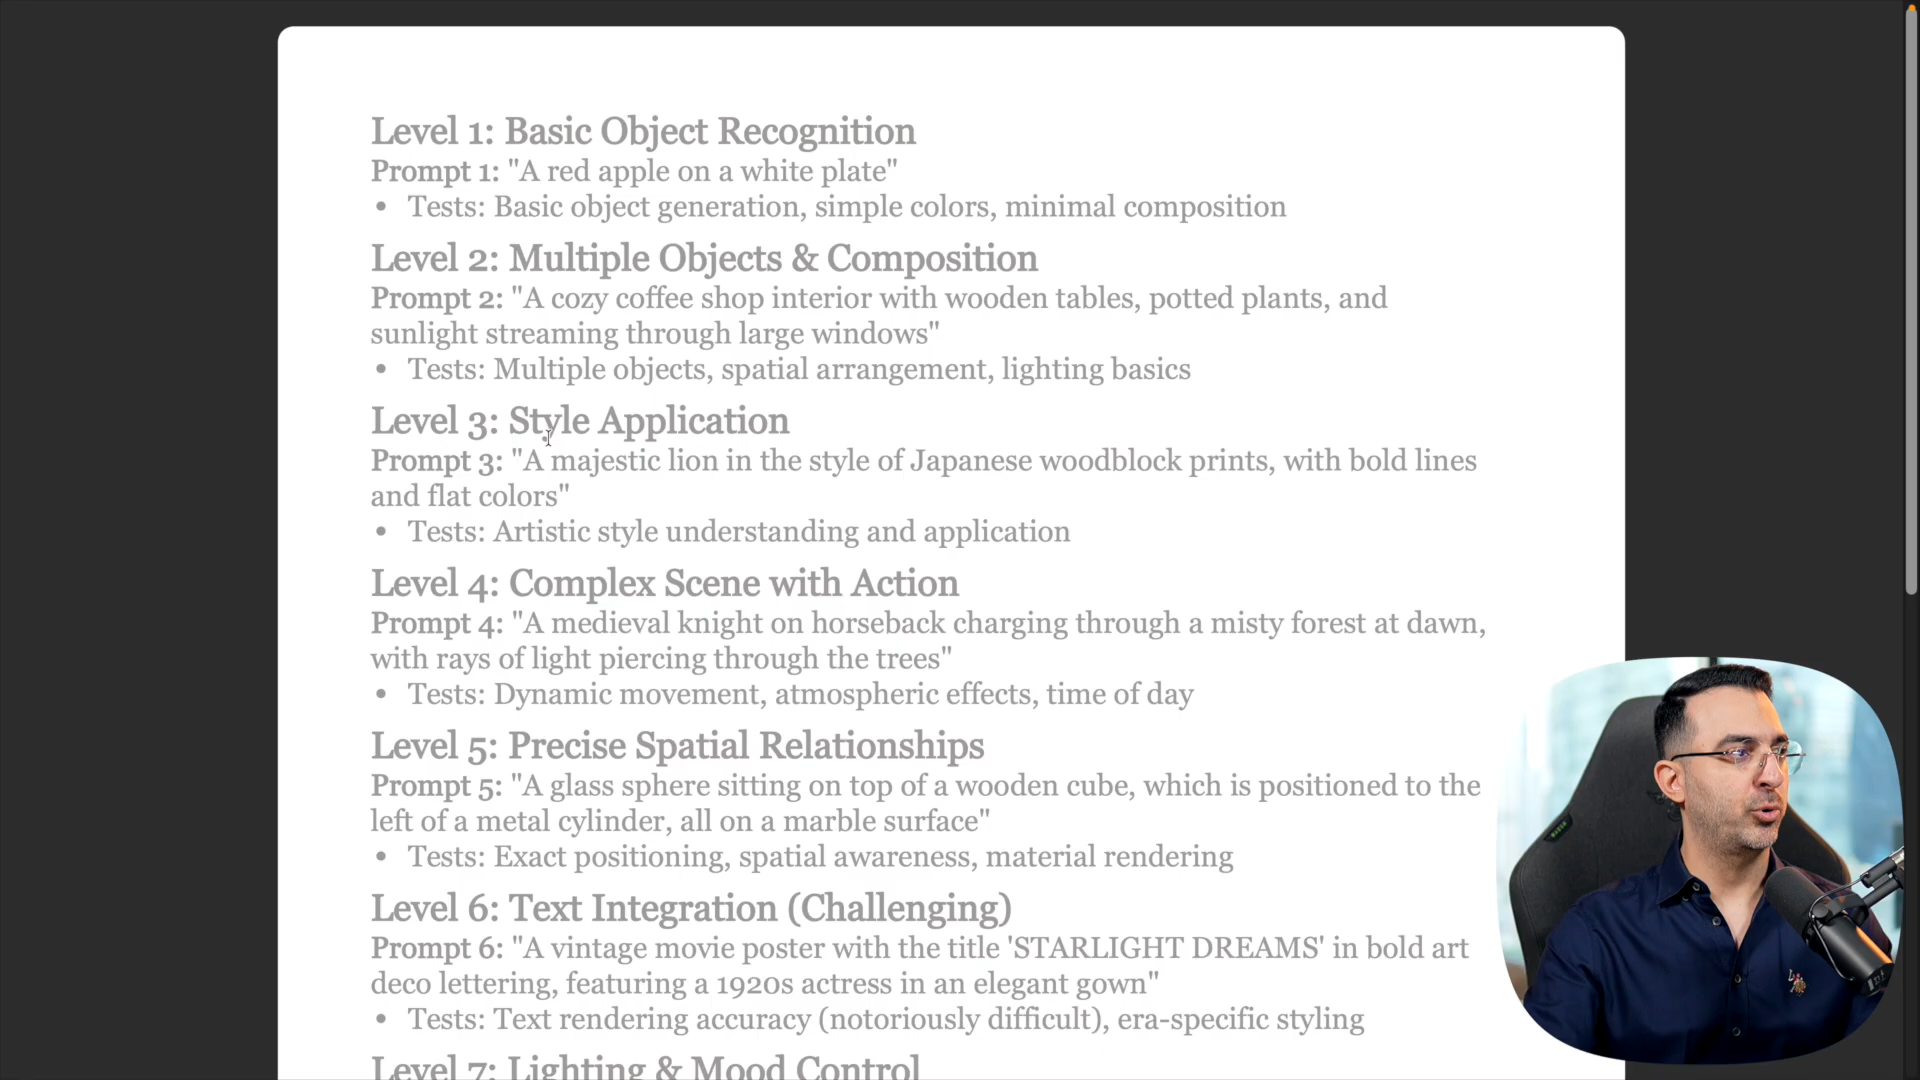 Level 1: Basic Object Recognition
Prompt 1: "A red apple on a white plate"
• Tests: Basic object generation, simple colors, minimal composition
Level 2: Multiple Objects & Composition
Prompt 2: "A cozy coffee shop interior with wooden tables, potted plants, and
sunlight streaming through large windows"
• Tests: Multiple objects, spatial arrangement, lighting basics
Level 3: Style Application
Prompt 3: "A majestic lion in the style of Japanese woodblock prints, with bold lines
and flat colors"
• Tests: Artistic style understanding and application
Level 4: Complex Scene with Action
Prompt 4: "A medieval knight on horseback charging through a misty forest at dawn,
with rays of light piercing through the trees"
• Tests: Dynamic movement, atmospheric effects, time of day
Level 5: Precise Spatial Relationships
Prompt 5: "A glass sphere sitting on top of a wooden cube, which is positioned to the
left of a metal cylinder, all on a marble surface"
• Tests: Exact positioning, spatial awareness, material rendering
Level 6: Text Integration (Challenging)
Prompt 6: "A vintage movie poster with the title 'STARLIGHT DREAMS' in bold art
deco lettering, featuring a 1920s actress in an elegant gown"
• Tests: Text rendering accuracy (notoriously difficult), era-specific styling
Level 7: Lighting & Mood Control